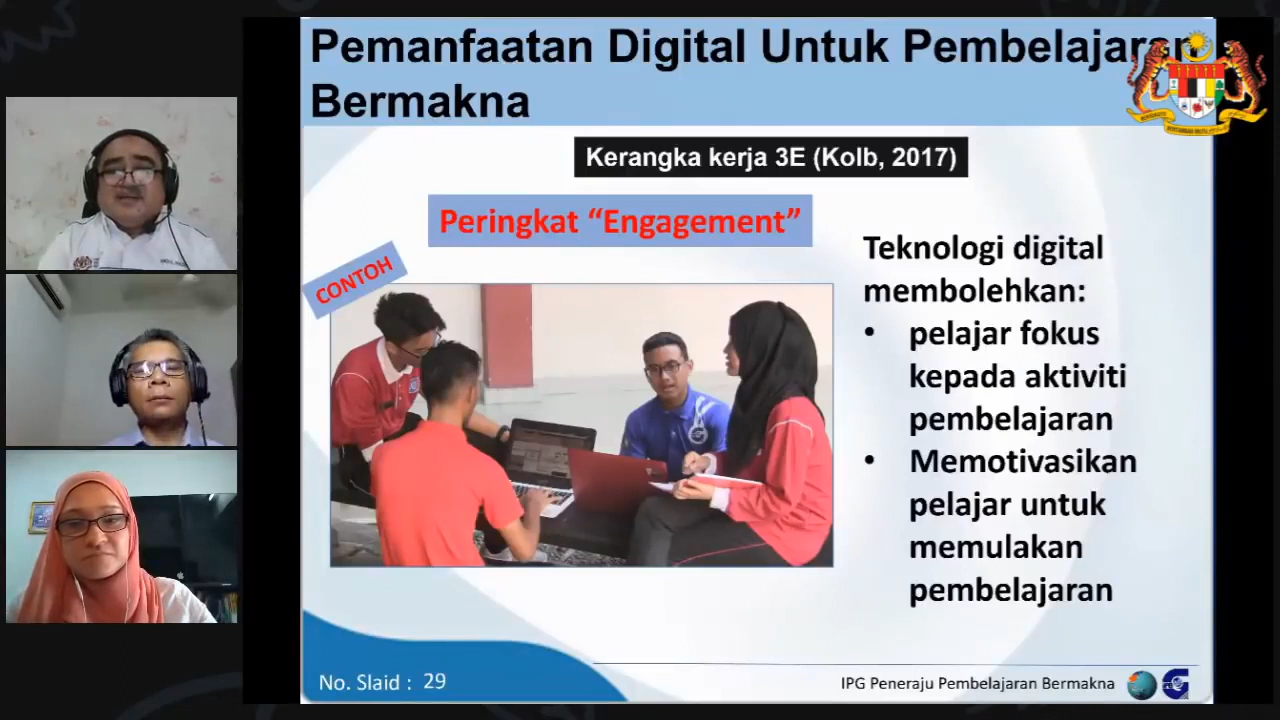 Pemanfaatan Digital Untuk Pembelajaran
Bermakna
Kerangka kerja 3E (Kolb, 2017)
Peringkat “Engagement”
CONTOH
Teknologi digital
membolehkan:
• pelajar fokus
kepada aktiviti
pembelajaran
• Memotivasikan
pelajar untuk
memulakan
pembelajaran
No. Slaid : 29
IPG Peneraju Pembelajaran Bermakna